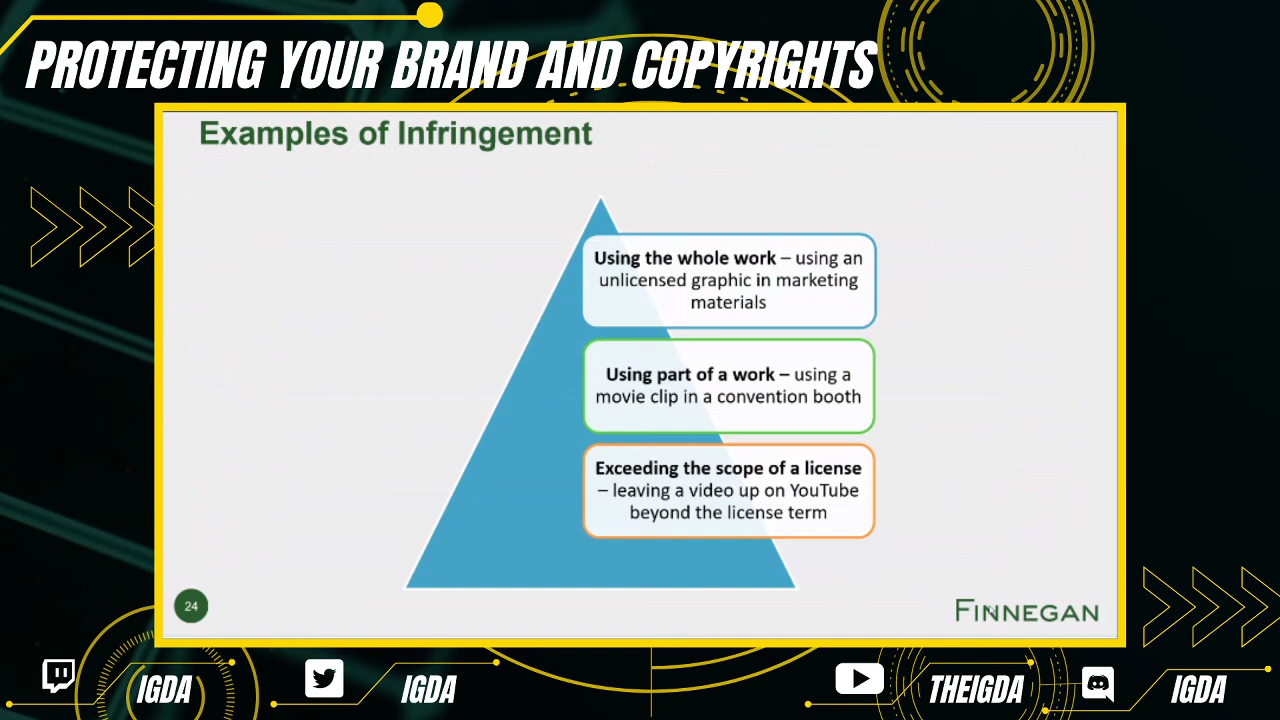 PROTECTING YOUR BRAND AND COPYRIGHTS
Examples of Infringement
Using the whole work – using an
unlicensed graphic in marketing
materials
Using part of a work – using a
movie clip in a convention booth
Exceeding the scope of a license
– leaving a video up on YouTube
beyond the license term
24
FINNEGAN
IGDA
IGDA
THEIGDA
IGDA